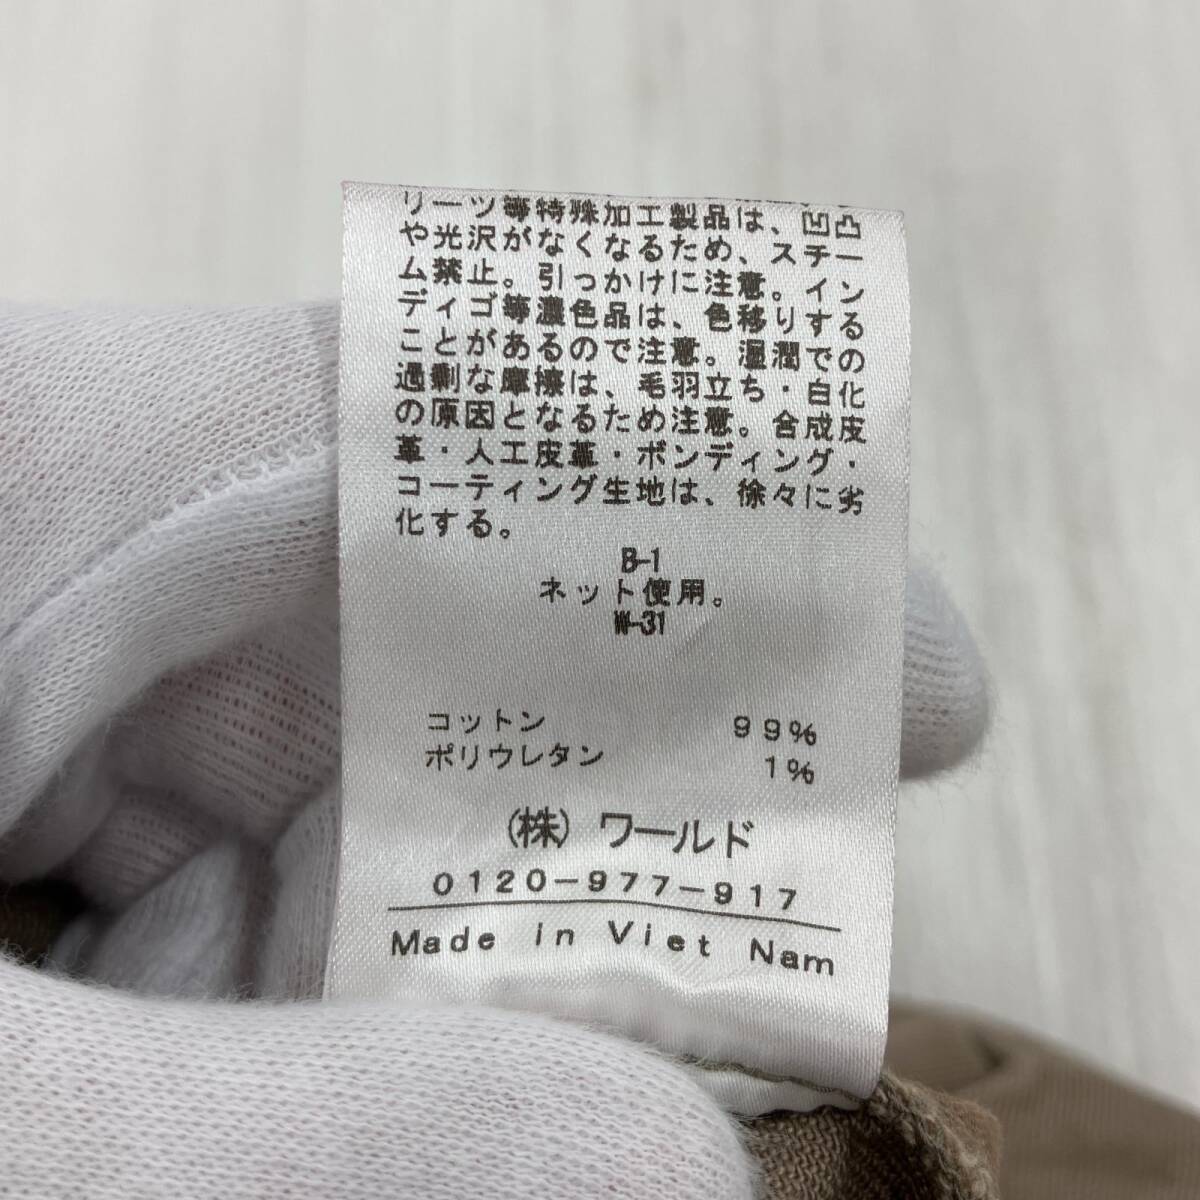 リーツ等特殊加工製品は、凹凸
や光沢がなくなるため、スチー
ム禁止。引っかけに注意。イン
ディゴ等濃色品は、色移りする
ことがあるので注意。湿潤での
過剰な摩擦は、毛羽立ち・白化
の原因となるため注意。合成皮
革・人工皮革・ボンディング・
コーティング生地は、徐々に劣
化する。
B-1
ネット使用。
W-31
コットン 99%
ポリウレタン 1%
(株) ワールド
0120-977-917
Made in Viet Nam